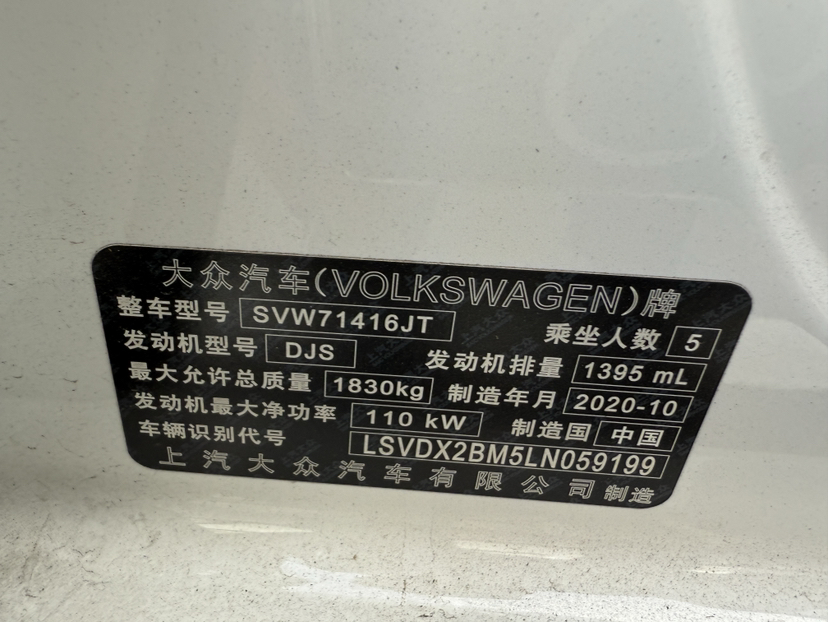 大众汽车(VOLKSWAGEN)牌
整车型号 SVW71416JT 乘坐人数 5
发动机型号 DJS 发动机排量 1395 mL
最大允许总质量 1830kg 制造年月 2020-10
发动机最大净功率 110 kW 制造国 中国
车辆识别代号 LSVDX2BM5LN059199
上汽大众汽车有限公司 制造